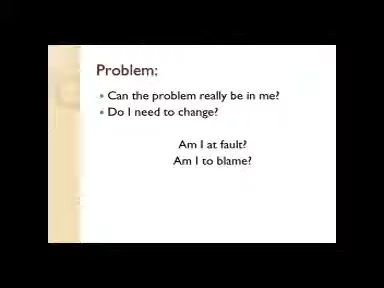 Problem:
• Can the problem really be in me?
• Do I need to change?
Am I at fault?
Am I to blame?